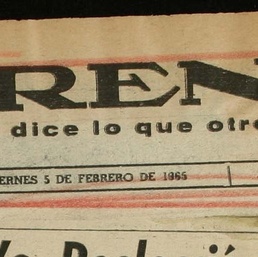 REN
dice lo que otr
ERNES 5 DE FEBRERO DE 1965